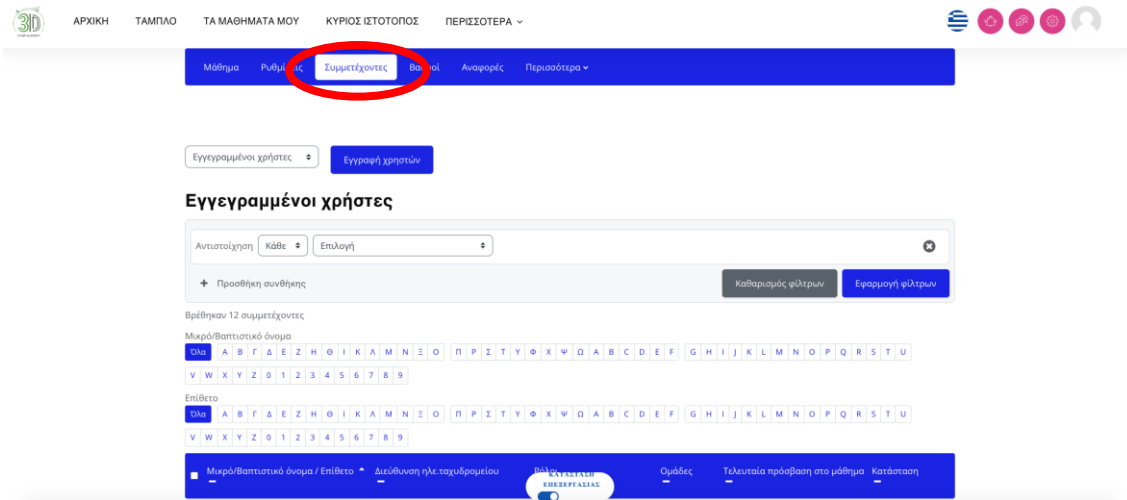 3D
ΑΡΧΙΚΗ ΤΑΜΠΛΟ ΤΑ ΜΑΘΗΜΑΤΑ ΜΟΥ ΚΥΡΙΟΣ ΙΣΤΟΤΟΠΟΣ ΠΕΡΙΣΣΟΤΕΡΑ
Μάθημα Συμμετέχοντες Αναφορές Περισσότερα
Εγγεγραμμένοι χρήστες Εγγραφή χρηστών
Εγγεγραμμένοι χρήστες
Αντιστοίχηση Κάθε Επιλογή
+ Προσθήκη συνθήκης Καθαρισμός φίλτρων Εφαρμογή φίλτρων
Βρέθηκαν 12 συμμετέχοντες
Μικρό/Βαπτιστικό όνομα
Όλα Α Β Γ Δ Ε Ζ Η Θ Ι Κ Λ Μ Ν Ξ Ο Π Ρ Σ Τ Υ Φ Χ Ψ Ω A B C D E F G H I J K L M N O P Q R S T U
V W X Y Z 0 1 2 3 4 5 6 7 8 9
Επίθετο
Όλα Α Β Γ Δ Ε Ζ Η Θ Ι Κ Λ Μ Ν Ξ Ο Π Ρ Σ Τ Υ Φ Χ Ψ Ω A B C D E F G H I J K L M N O P Q R S T U
V W X Y Z 0 1 2 3 4 5 6 7 8 9
Μικρό/Βαπτιστικό όνομα / Επίθετο Διεύθυνση ηλε.ταχυδρομείου Ομάδες Τελευταία πρόσβαση στο μάθημα Κατάσταση
ΚΑΤΑΣΤΑΣΗ
ΕΠΕΞΕΡΓΑΣΙΑΣ